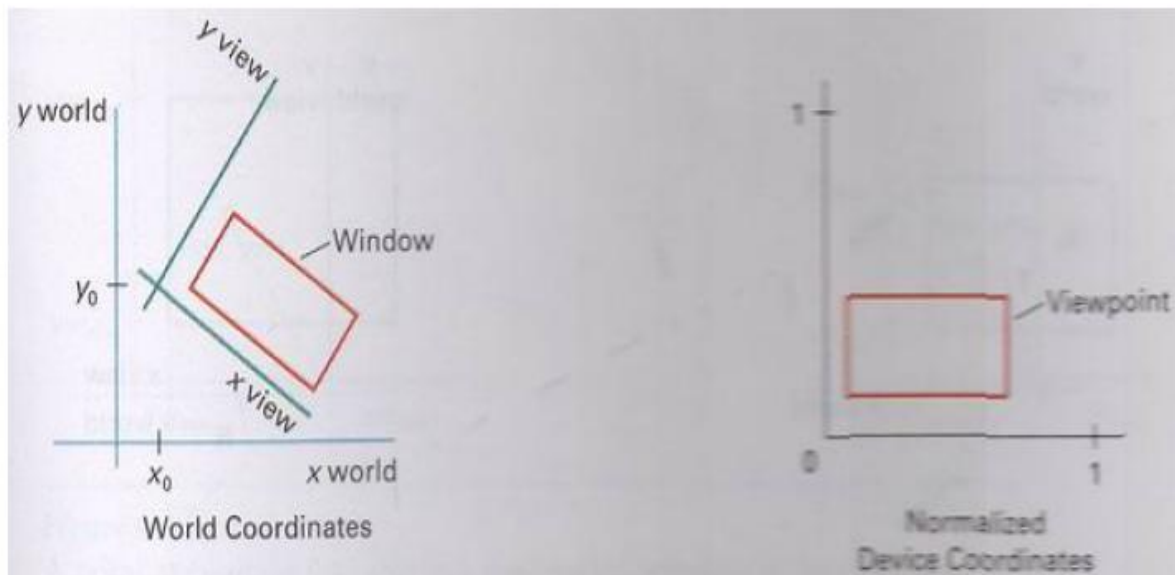 y view
y world
Window
y₀
x view
x₀
x world
World Coordinates
1
Viewpoint
0
1
Normalized
Device Coordinates